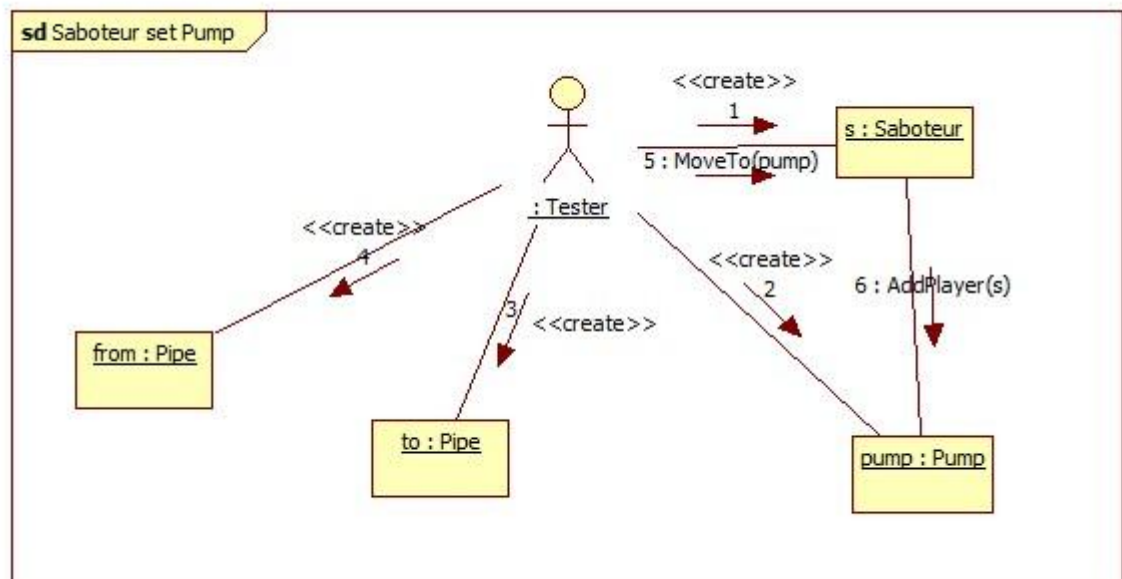 sd Saboteur set Pump
<<create>>
1
s : Saboteur
5 : MoveTo(pump)
: Tester
<<create>>
4
<<create>>
2
6 : AddPlayer(s)
3
<<create>>
from : Pipe
to : Pipe
pump : Pump